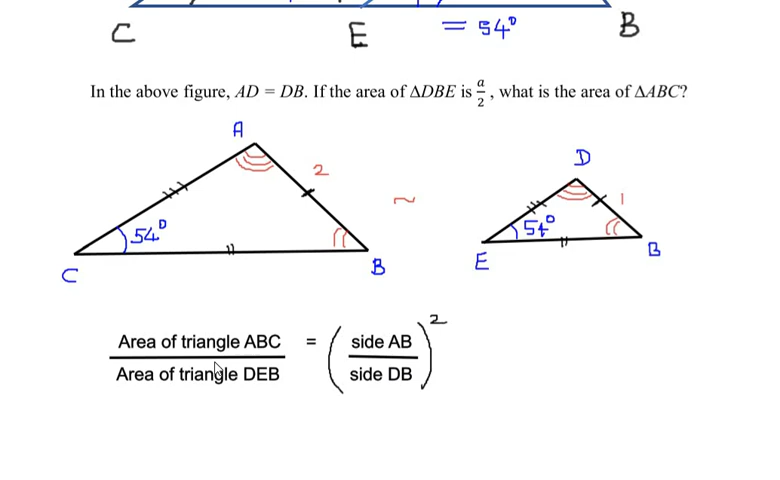 C E = 54° B
In the above figure, AD = DB. If the area of ΔDBE is a/2, what is the area of ΔABC?
A
D
2
~
1
54°
54°
C
B
E
B
Area of triangle ABC = ( side AB )²
Area of triangle DEB side DB